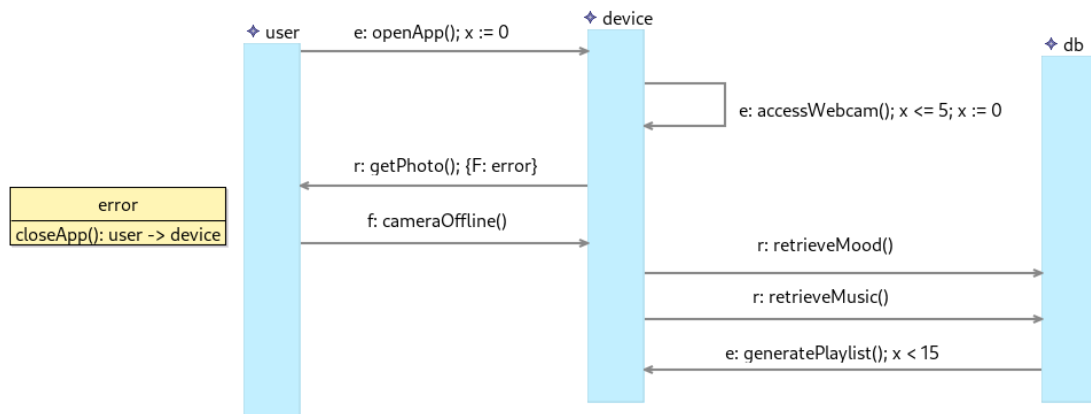 user
device
db
e: openApp(); x := 0
e: accessWebcam(); x <= 5; x := 0
r: getPhoto(); {F: error}
error
closeApp(): user -> device
f: cameraOffline()
r: retrieveMood()
r: retrieveMusic()
e: generatePlaylist(); x < 15